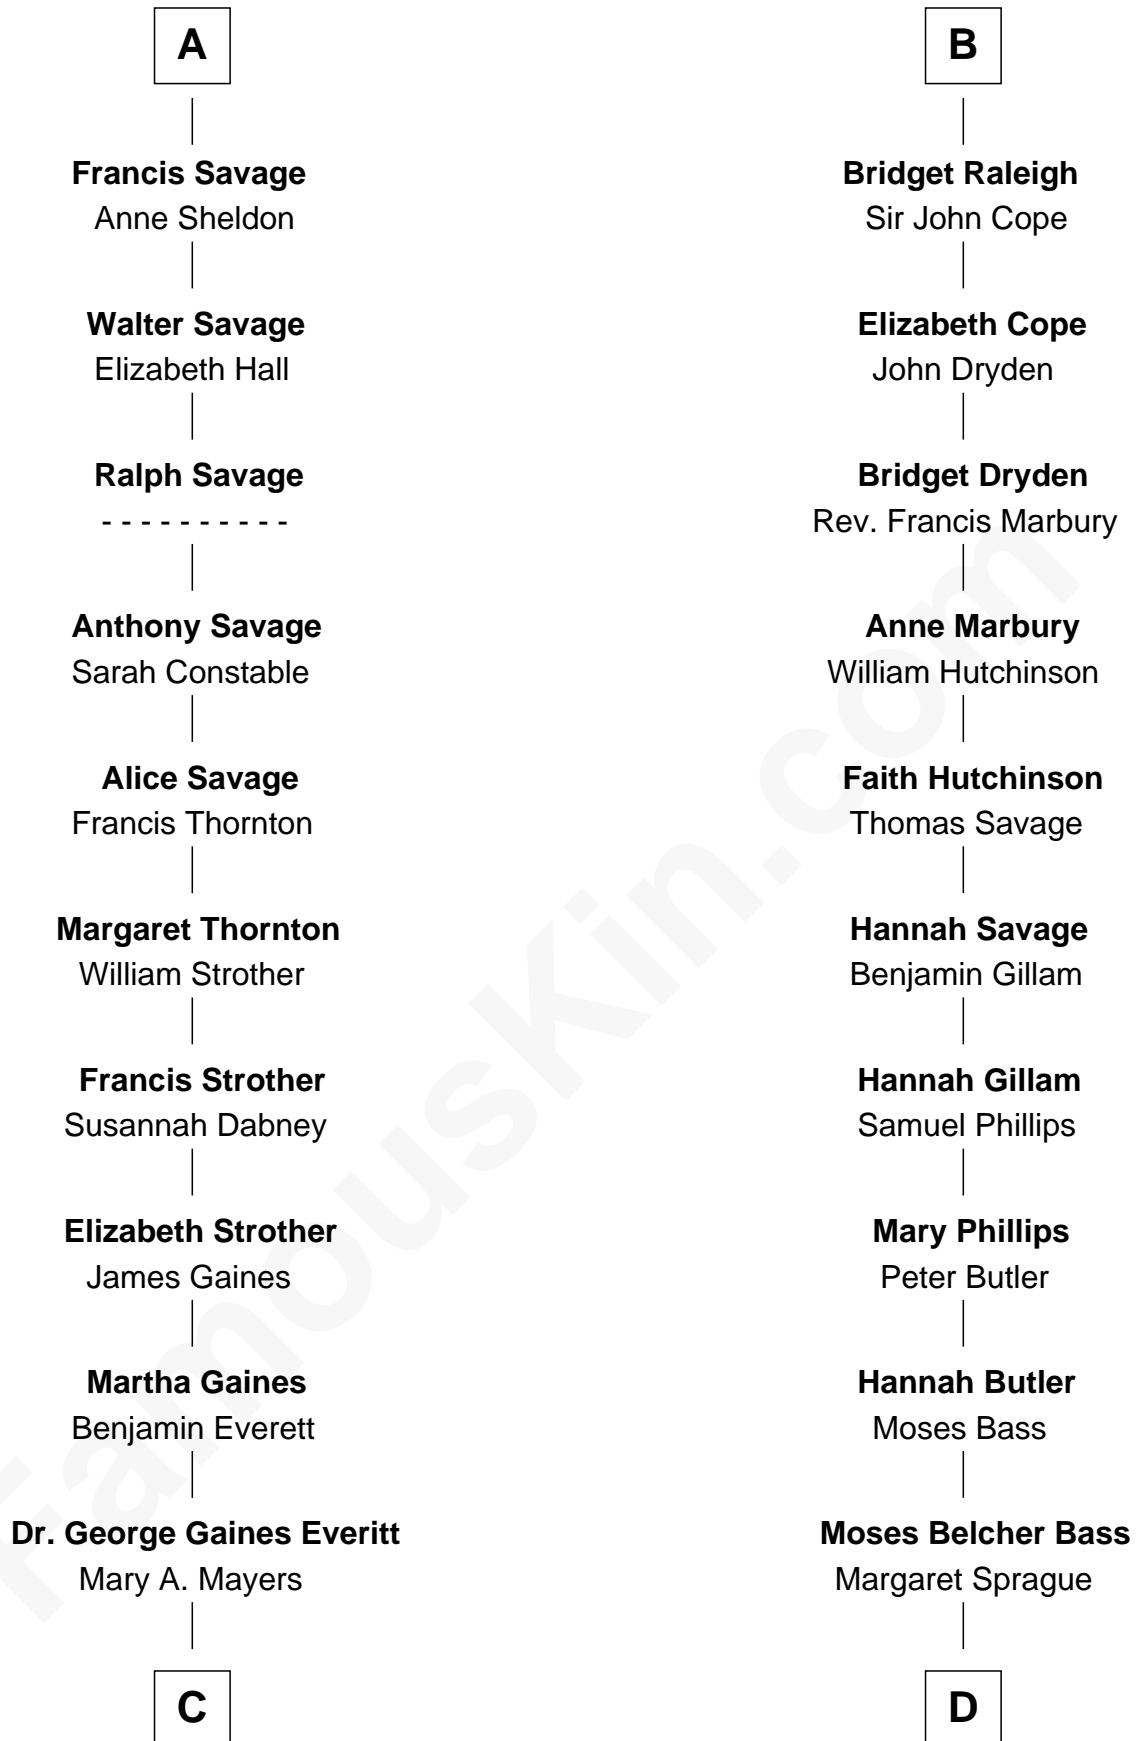 A
Francis Savage
Anne Sheldon
Walter Savage
Elizabeth Hall
Ralph Savage
- - - - - - - - - -
Anthony Savage
Sarah Constable
Alice Savage
Francis Thornton
Margaret Thornton
William Strother
Francis Strother
Susannah Dabney
Elizabeth Strother
James Gaines
Martha Gaines
Benjamin Everett
Dr. George Gaines Everitt
Mary A. Mayers
C
B
Bridget Raleigh
Sir John Cope
Elizabeth Cope
John Dryden
Bridget Dryden
Rev. Francis Marbury
Anne Marbury
William Hutchinson
Faith Hutchinson
Thomas Savage
Hannah Savage
Benjamin Gillam
Hannah Gillam
Samuel Phillips
Mary Phillips
Peter Butler
Hannah Butler
Moses Bass
Moses Belcher Bass
Margaret Sprague
D
FamousKin.com